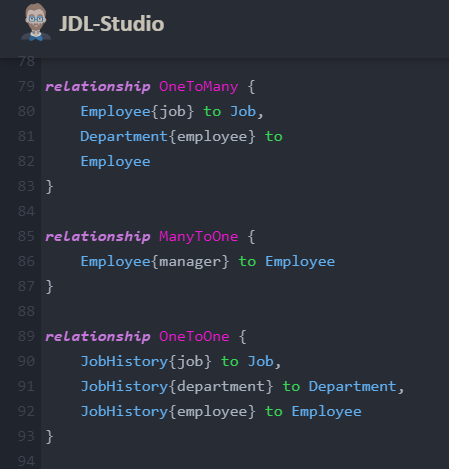 JDL-Studio
78
79 relationship OneToMany {
80     Employee{job} to Job,
81     Department{employee} to
82     Employee
83 }
84
85 relationship ManyToOne {
86     Employee{manager} to Employee
87 }
88
89 relationship OneToOne {
90     JobHistory{job} to Job,
91     JobHistory{department} to Department,
92     JobHistory{employee} to Employee
93 }
94